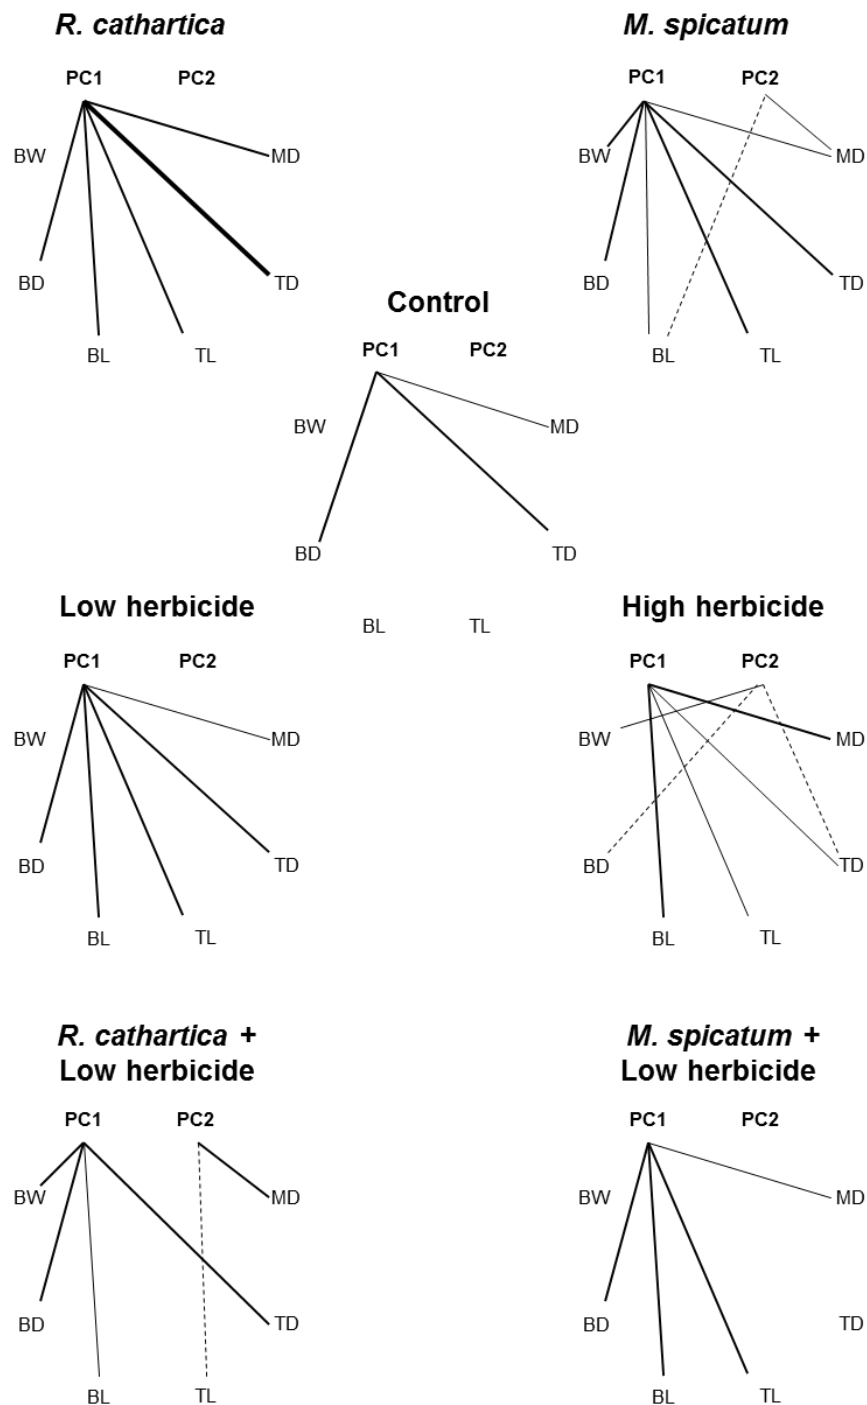 R. cathartica
PC1 PC2
BW MD
BD TD
BL TL
M. spicatum
PC1 PC2
BW MD
BD TD
BL TL
Control
PC1 PC2
BW MD
BD TD
BL TL
Low herbicide
PC1 PC2
BW MD
BD TD
BL TL
High herbicide
PC1 PC2
BW MD
BD TD
BL TL
R. cathartica +
Low herbicide
PC1 PC2
BW MD
BD TD
BL TL
M. spicatum +
Low herbicide
PC1 PC2
BW MD
BD TD
BL TL